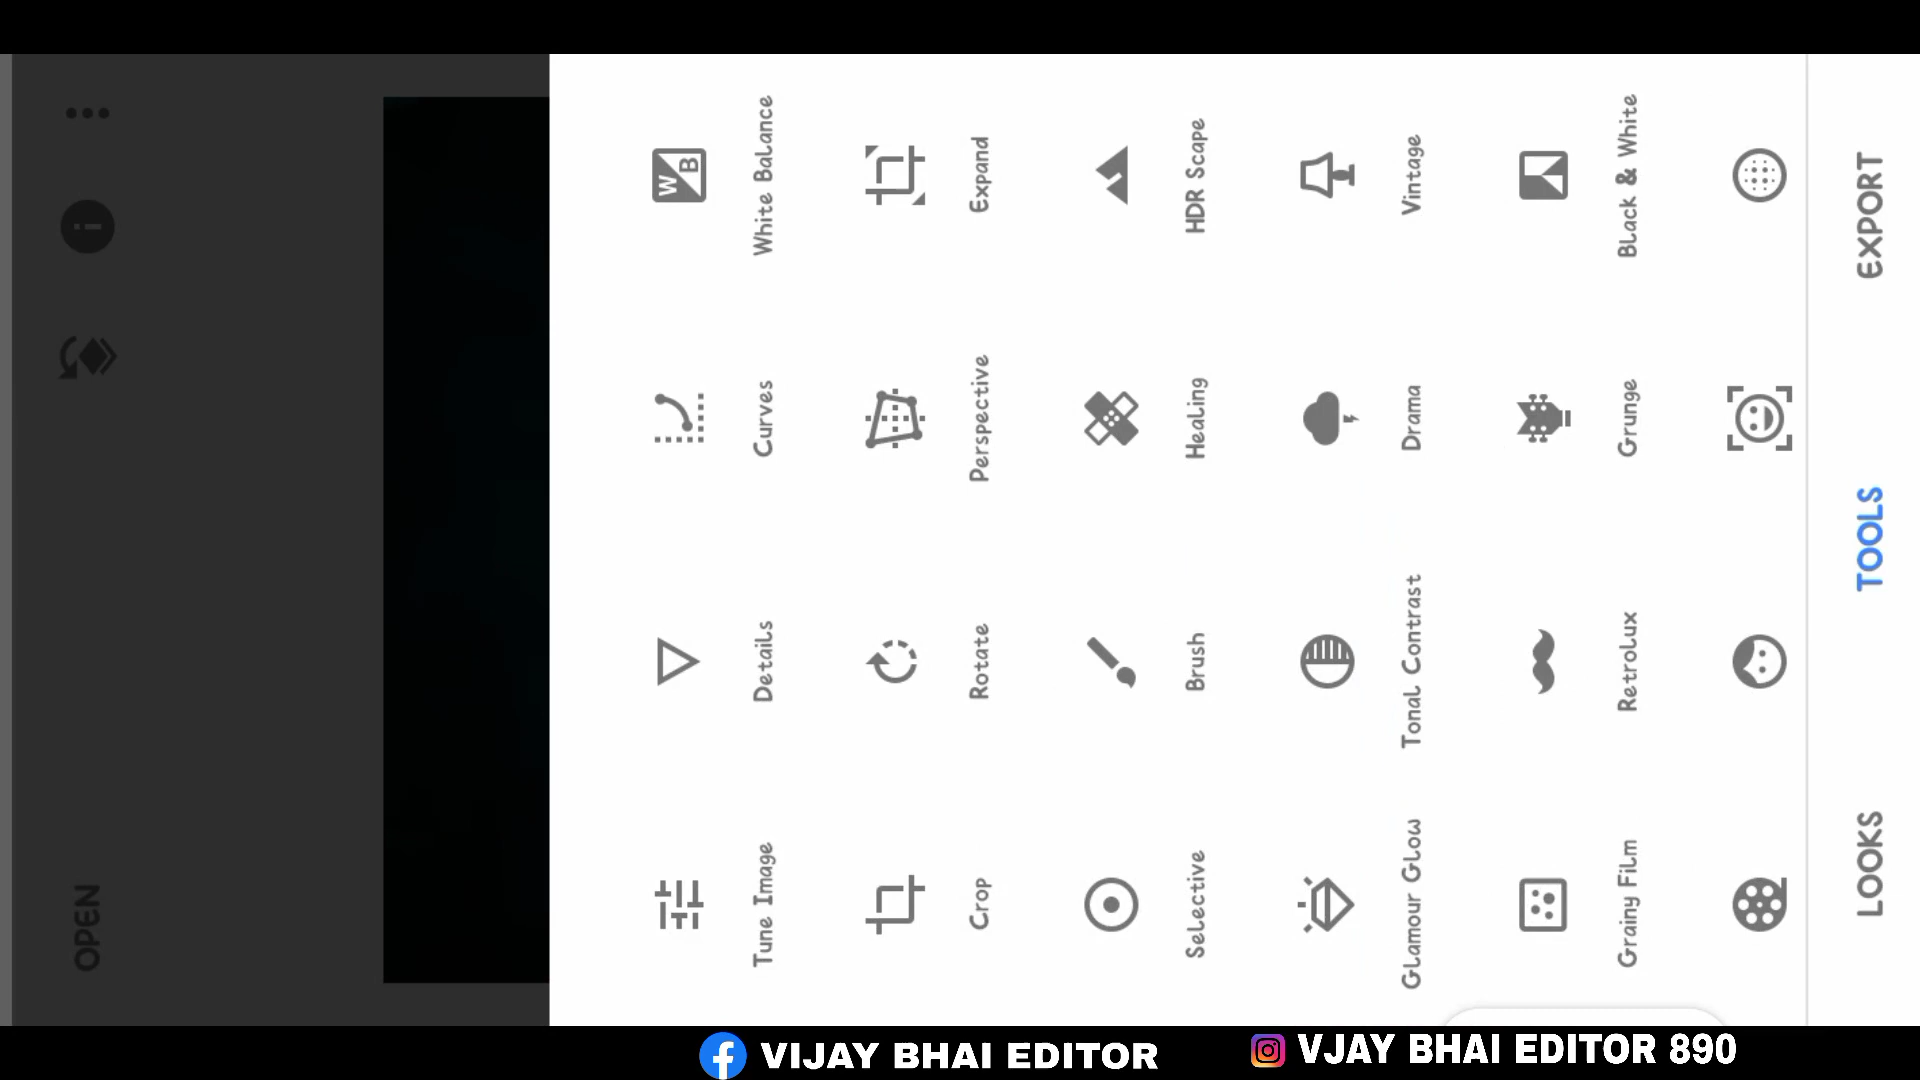 OPEN
Tune Image
Details
Curves
W B
White Balance
Crop
Rotate
Perspective
Expand
Selective
Brush
Healing
HDR Scape
Glamour Glow
Tonal Contrast
Drama
Vintage
Grainy Film
Retrolux
Grunge
Black & White
LOOKS
TOOLS
EXPORT
VIJAY BHAI EDITOR
VJAY BHAI EDITOR 890